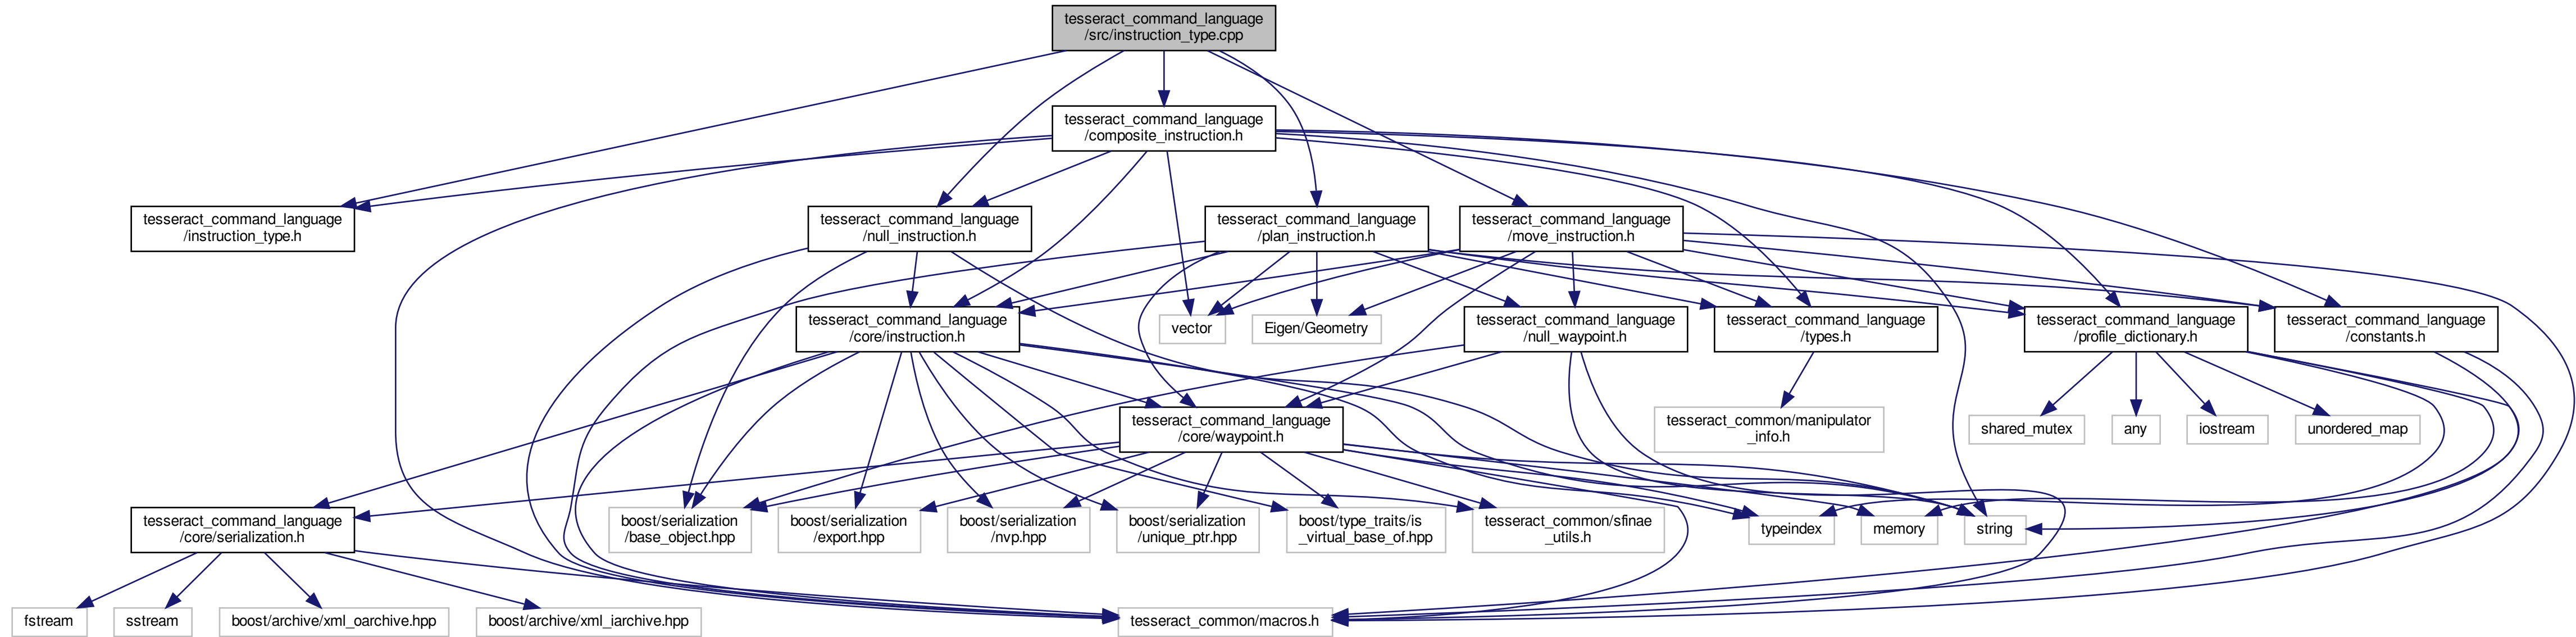 tesseract_command_language
/src/instruction_type.cpp
tesseract_command_language
/composite_instruction.h
tesseract_command_language
/instruction_type.h
tesseract_command_language
/null_instruction.h
tesseract_command_language
/plan_instruction.h
tesseract_command_language
/move_instruction.h
tesseract_command_language
/core/instruction.h
vector
Eigen/Geometry
tesseract_command_language
/null_waypoint.h
tesseract_command_language
/types.h
tesseract_command_language
/profile_dictionary.h
tesseract_command_language
/constants.h
tesseract_command_language
/core/waypoint.h
tesseract_common/manipulator
_info.h
shared_mutex
any
iostream
unordered_map
tesseract_command_language
/core/serialization.h
boost/serialization
/base_object.hpp
boost/serialization
/export.hpp
boost/serialization
/nvp.hpp
boost/serialization
/unique_ptr.hpp
boost/type_traits/is
_virtual_base_of.hpp
tesseract_common/sfinae
_utils.h
typeindex
memory
string
fstream
sstream
boost/archive/xml_oarchive.hpp
boost/archive/xml_iarchive.hpp
tesseract_common/macros.h